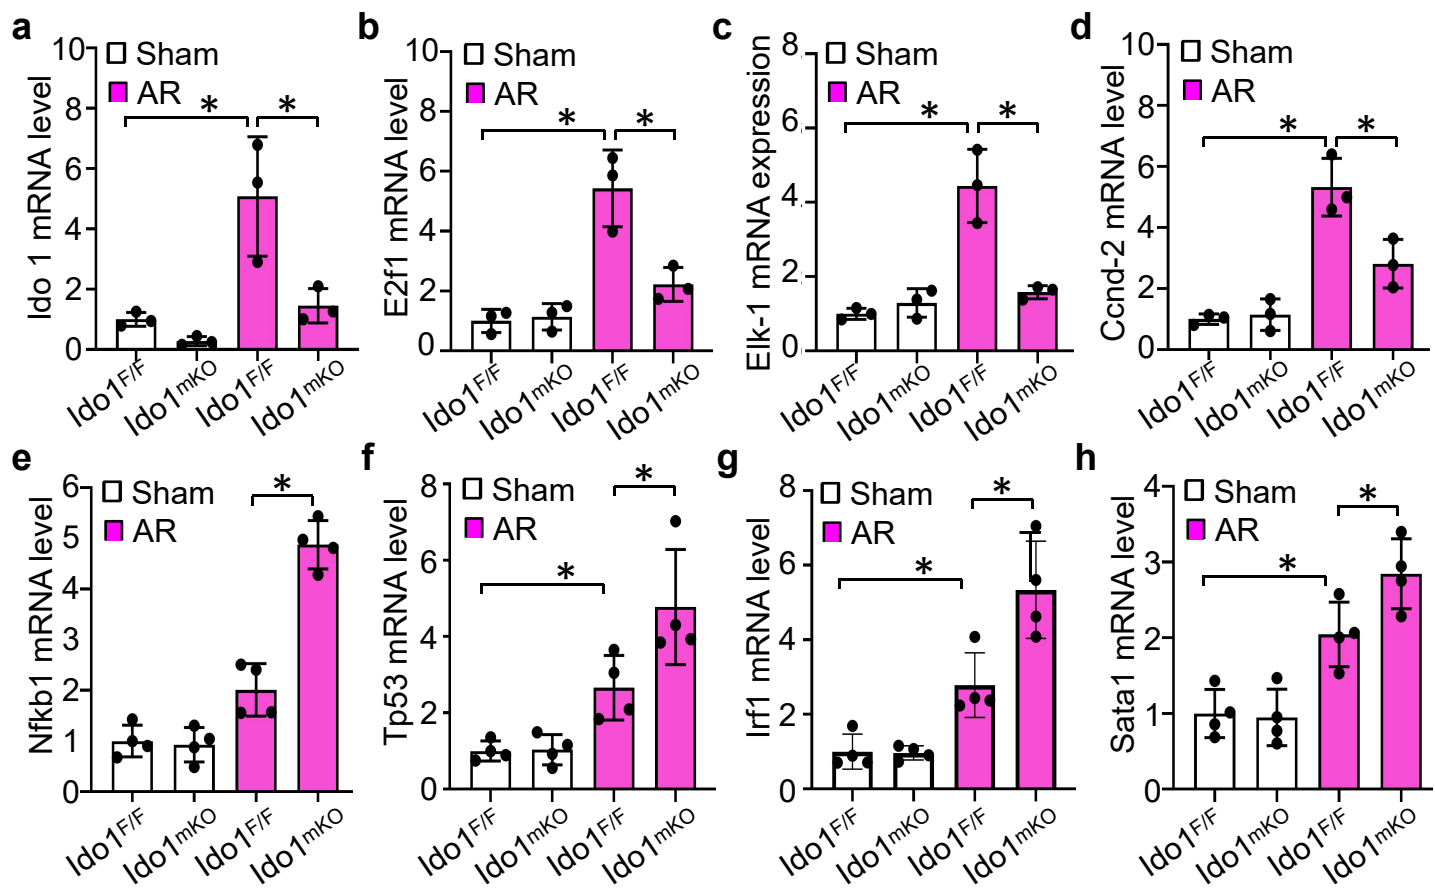 a
Ido 1 mRNA level
10
8
6
4
2
0
Sham
AR
*
*
Ido1F/F
Ido1mKO
Ido1F/F
Ido1mKO
b
E2f1 mRNA level
10
8
6
4
2
0
Sham
AR
*
*
Ido1F/F
Ido1mKO
Ido1F/F
Ido1mKO
c
Elk-1 mRNA expression
8
6
4
2
0
Sham
AR
*
*
Ido1F/F
Ido1mKO
Ido1F/F
Ido1mKO
d
Ccnd-2 mRNA level
10
8
6
4
2
0
Sham
AR
*
*
Ido1F/F
Ido1mKO
Ido1F/F
Ido1mKO
e
Nfkb1 mRNA level
6
5
4
3
2
1
0
Sham
AR
*
Ido1F/F
Ido1mKO
Ido1F/F
Ido1mKO
f
Tp53 mRNA level
8
6
4
2
0
Sham
AR
*
*
Ido1F/F
Ido1mKO
Ido1F/F
Ido1mKO
g
Irf1 mRNA level
8
6
4
2
0
Sham
AR
*
*
Ido1F/F
Ido1mKO
Ido1F/F
Ido1mKO
h
Sata1 mRNA level
4
3
2
1
0
Sham
AR
*
*
Ido1F/F
Ido1mKO
Ido1F/F
Ido1mKO